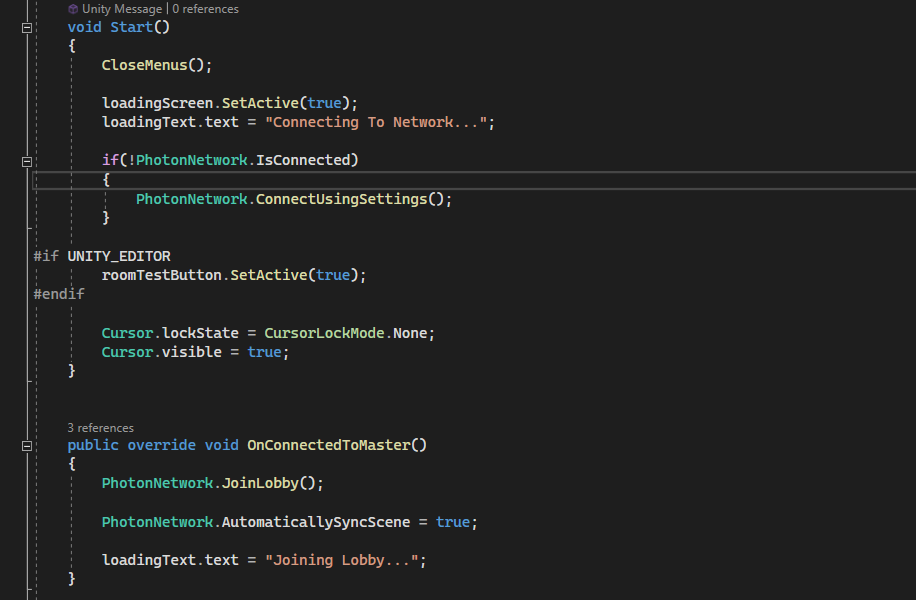 Unity Message | 0 references
void Start()
{
CloseMenus();
loadingScreen.SetActive(true);
loadingText.text = "Connecting To Network...";
if(!PhotonNetwork.IsConnected)
{
PhotonNetwork.ConnectUsingSettings();
}
#if UNITY_EDITOR
roomTestButton.SetActive(true);
#endif
Cursor.lockState = CursorLockMode.None;
Cursor.visible = true;
}
3 references
public override void OnConnectedToMaster()
{
PhotonNetwork.JoinLobby();
PhotonNetwork.AutomaticallySyncScene = true;
loadingText.text = "Joining Lobby...";
}